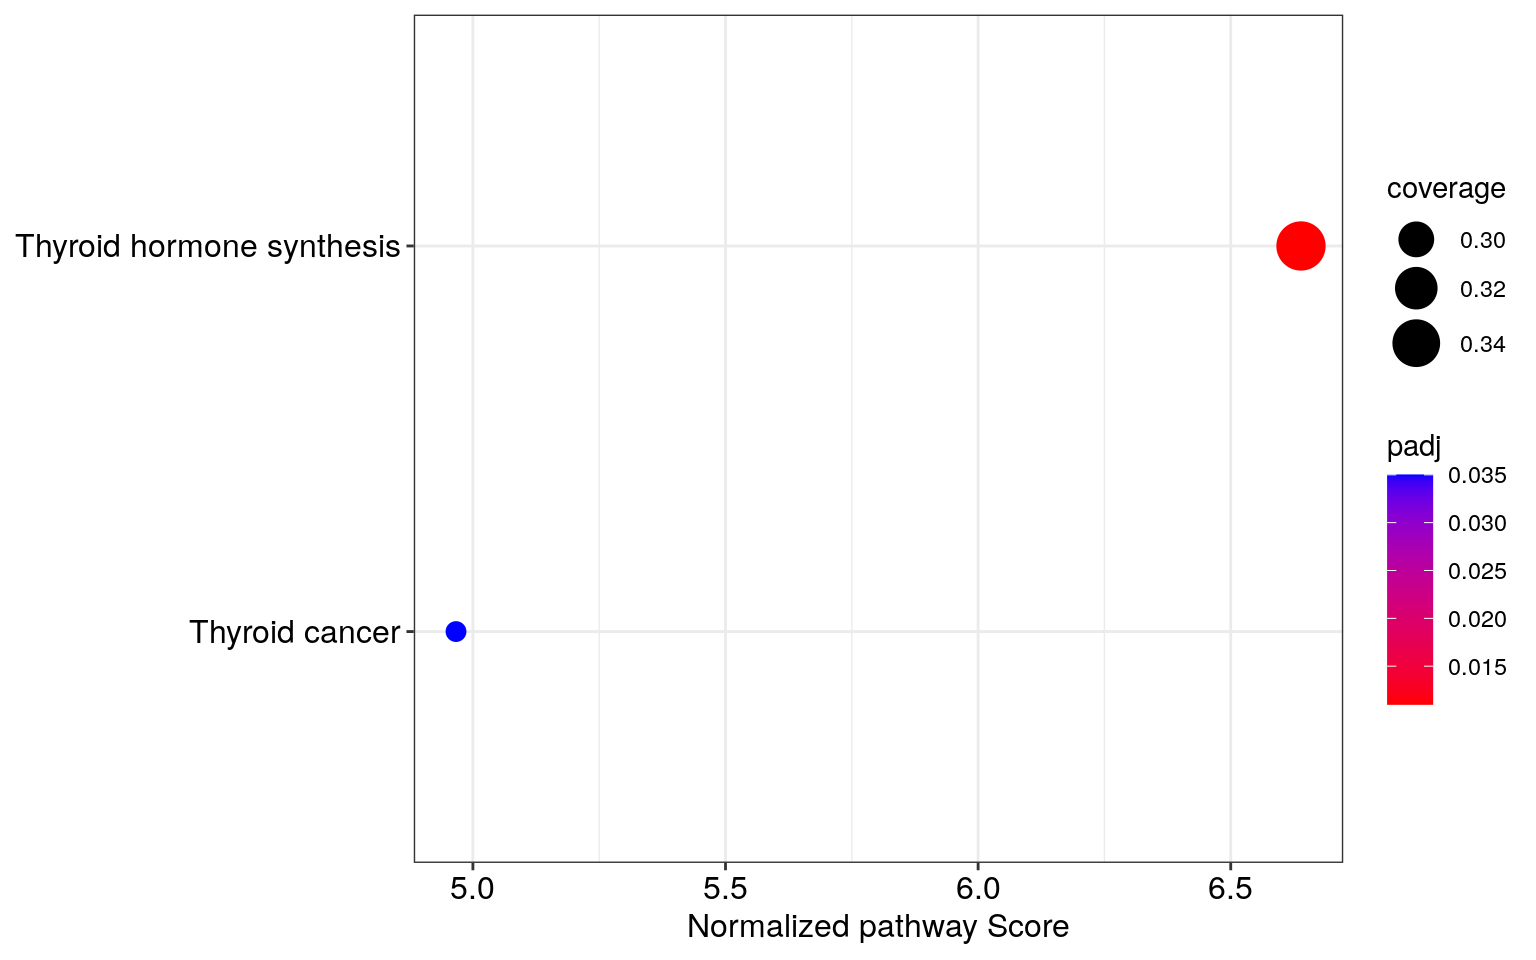 Thyroid hormone synthesis
Thyroid cancer
5.0 5.5 6.0 6.5
Normalized pathway Score
coverage
0.30
0.32
0.34
padj
0.035
0.030
0.025
0.020
0.015